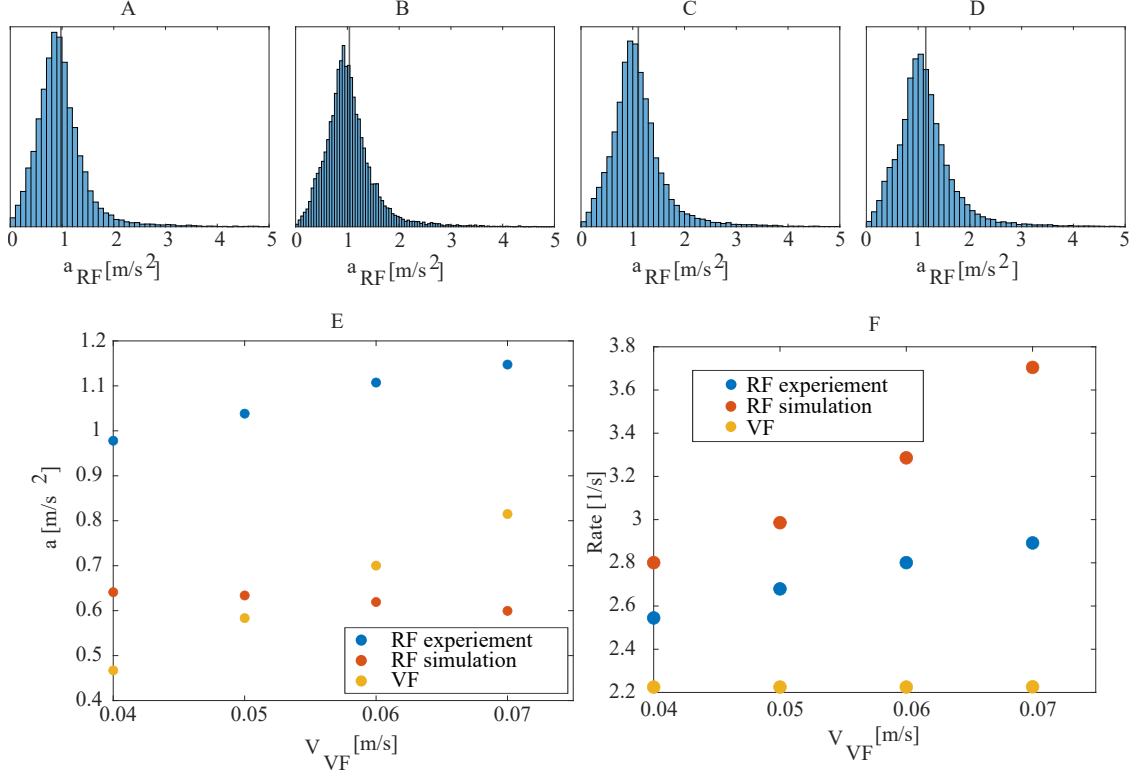 A
B
C
D
0 1 2 3 4 5
0 1 2 3 4 5
0 1 2 3 4 5
0 1 2 3 4 5
a RF [m/s 2]
a RF [m/s 2]
a RF [m/s 2]
a RF [m/s 2]
E
1.2
1.1
1
0.9
0.8
0.7
0.6
0.5
0.4
a [m/s 2]
RF experiement
RF simulation
VF
0.04 0.05 0.06 0.07
V VF [m/s]
F
3.8
3.6
3.4
3.2
3
2.8
2.6
2.4
2.2
Rate [1/s]
RF experiement
RF simulation
VF
0.04 0.05 0.06 0.07
V VF [m/s]